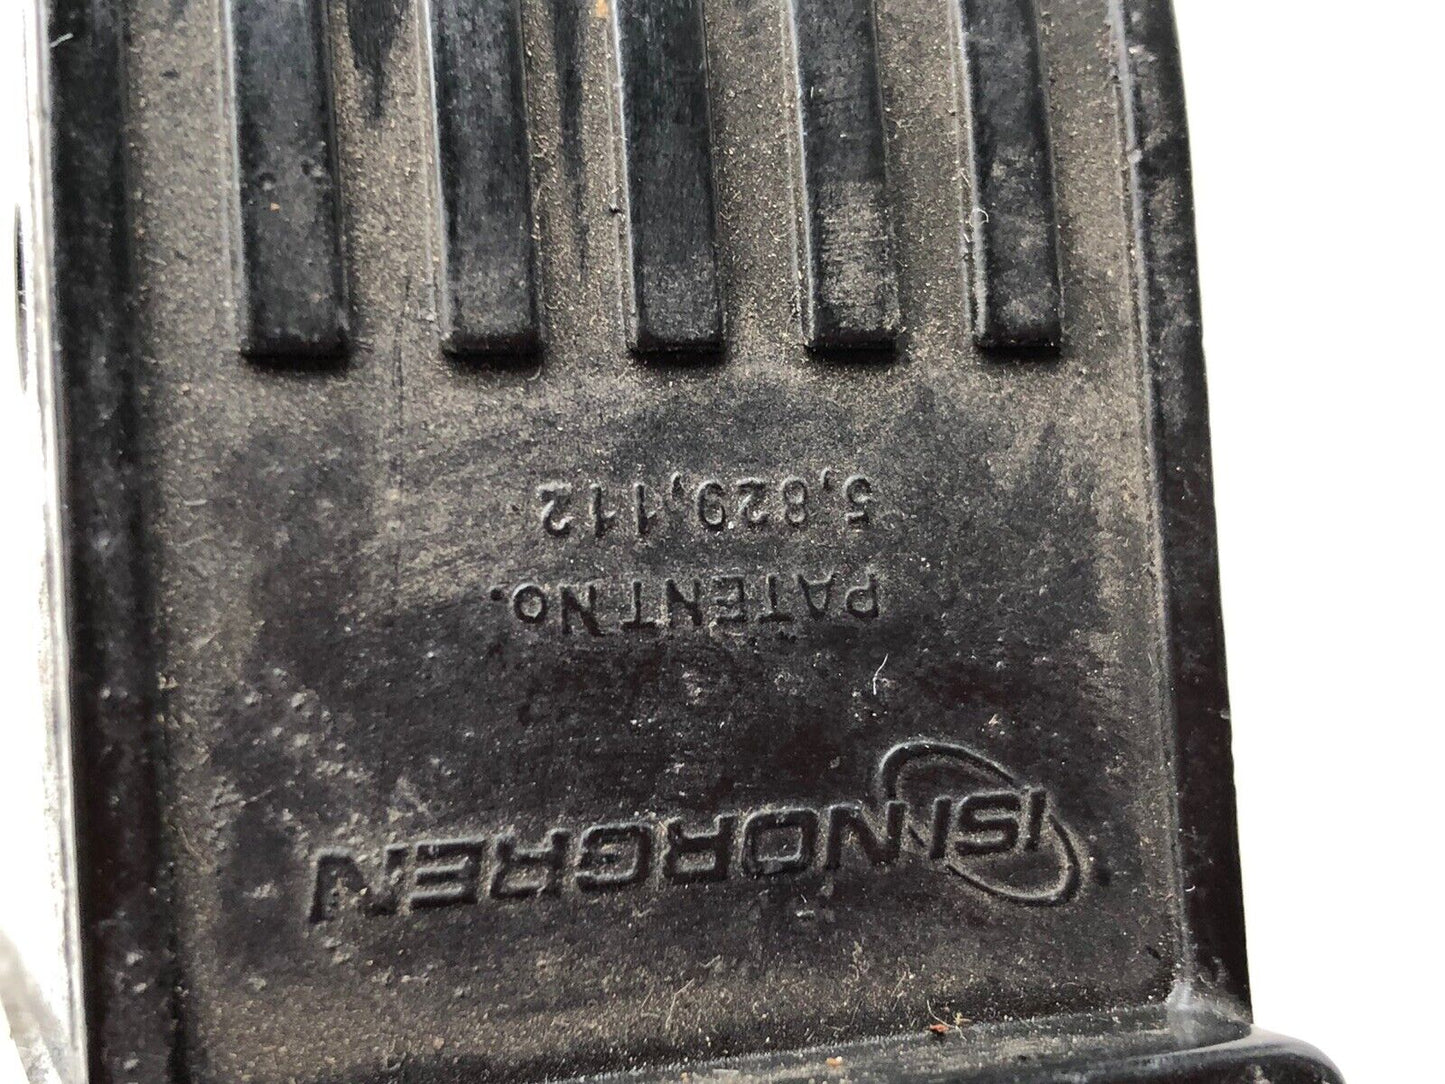 ISI NORGREN
PATENT No.
5,829,112